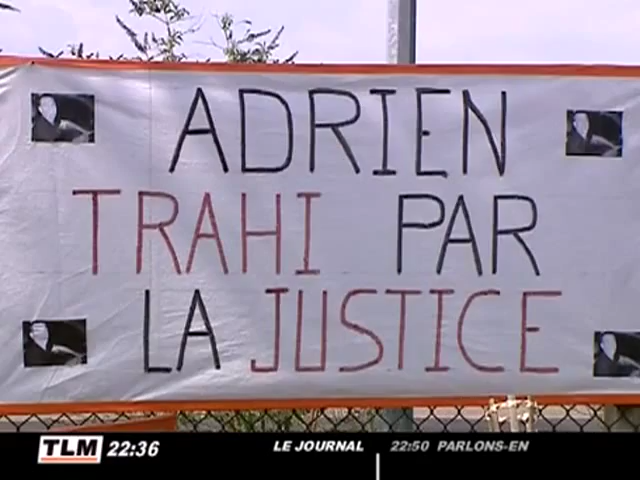 ADRIEN
TRAHI PAR
LA JUSTICE
TLM 22:36 LE JOURNAL 22:50 PARLONS-EN